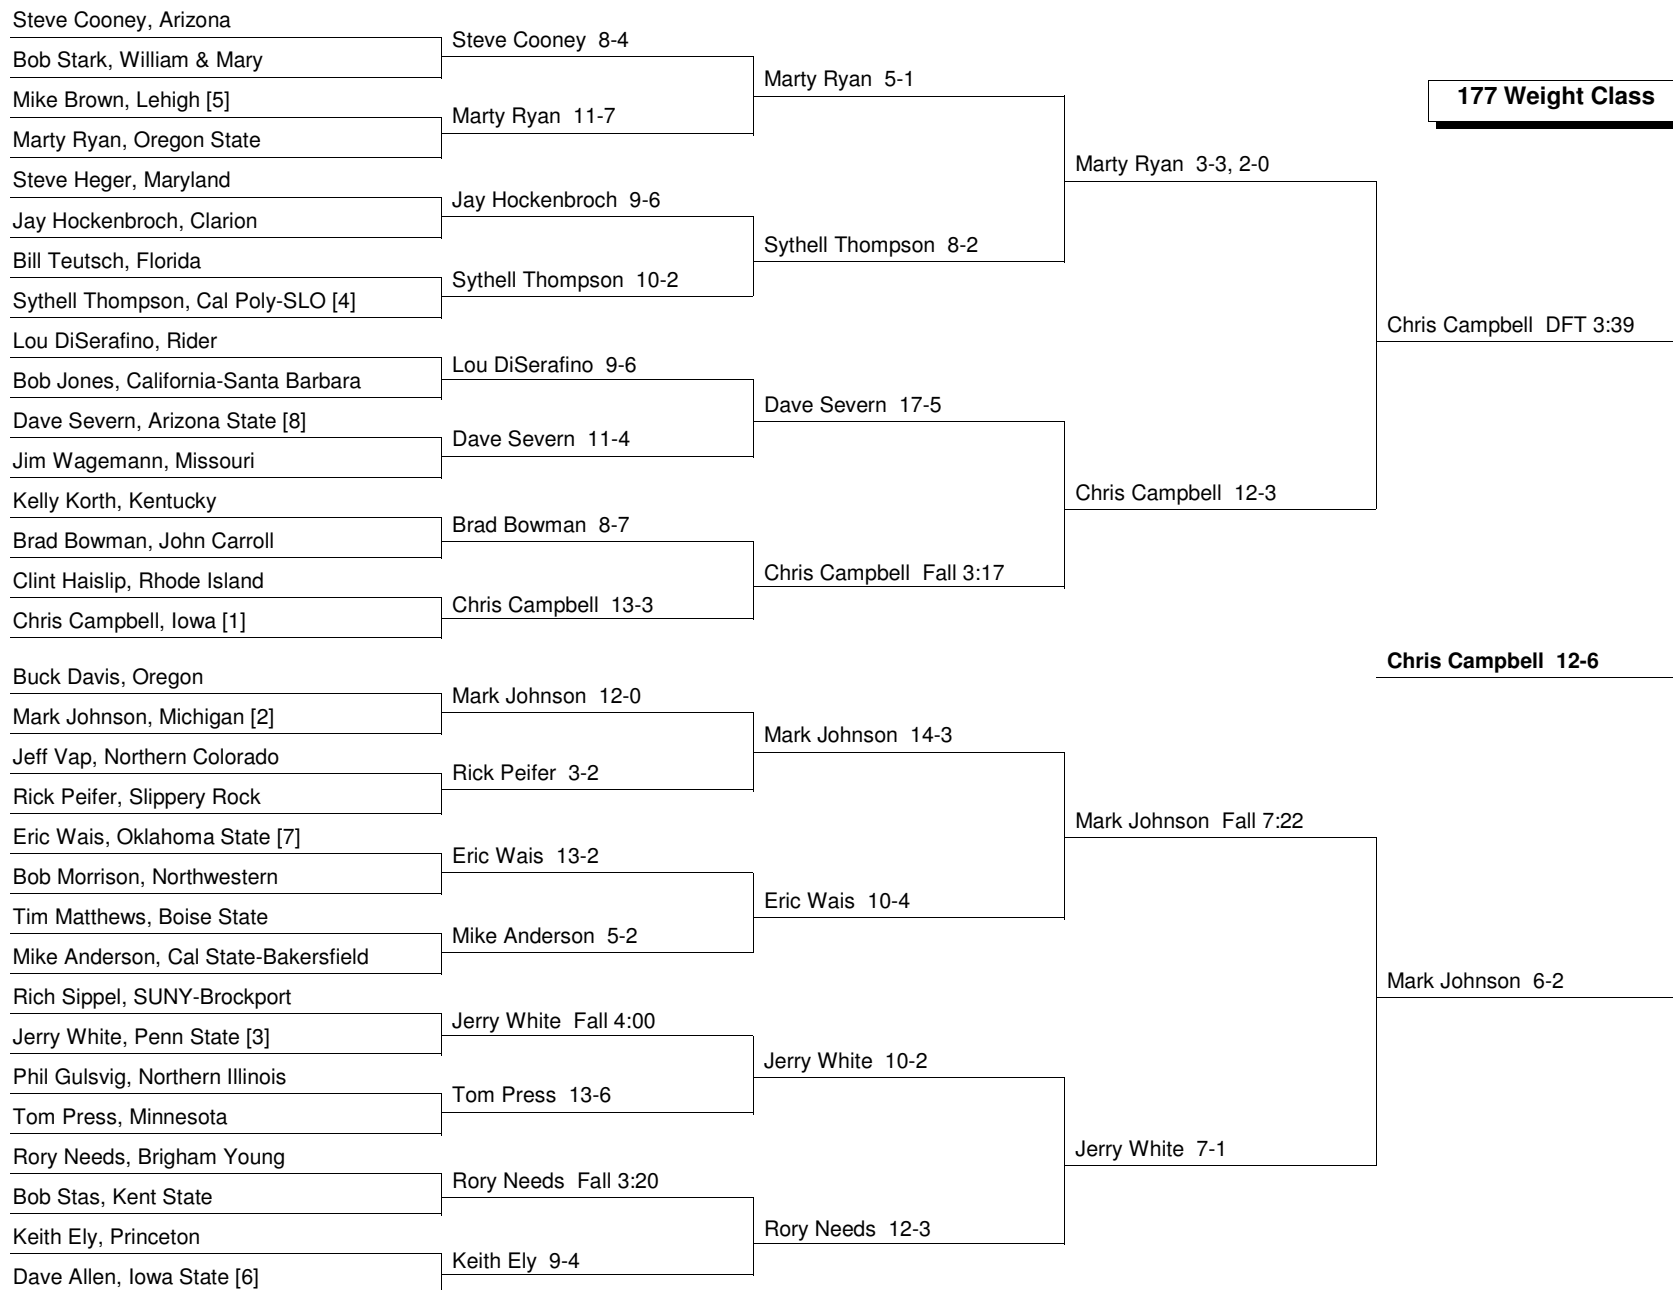 Steve Cooney, Arizona
Bob Stark, William & Mary
Mike Brown, Lehigh [5]
Marty Ryan, Oregon State
Steve Heger, Maryland
Jay Hockenbroch, Clarion
Bill Teutsch, Florida
Sythell Thompson, Cal Poly-SLO [4]
Lou DiSerafino, Rider
Bob Jones, California-Santa Barbara
Dave Severn, Arizona State [8]
Jim Wagemann, Missouri
Kelly Korth, Kentucky
Brad Bowman, John Carroll
Clint Haislip, Rhode Island
Chris Campbell, Iowa [1]
Buck Davis, Oregon
Mark Johnson, Michigan [2]
Jeff Vap, Northern Colorado
Rick Peifer, Slippery Rock
Eric Wais, Oklahoma State [7]
Bob Morrison, Northwestern
Tim Matthews, Boise State
Mike Anderson, Cal State-Bakersfield
Rich Sippel, SUNY-Brockport
Jerry White, Penn State [3]
Phil Gulsvig, Northern Illinois
Tom Press, Minnesota
Rory Needs, Brigham Young
Bob Stas, Kent State
Keith Ely, Princeton
Dave Allen, Iowa State [6]
Steve Cooney 8-4
Marty Ryan 11-7
Jay Hockenbroch 9-6
Sythell Thompson 10-2
Lou DiSerafino 9-6
Dave Severn 11-4
Brad Bowman 8-7
Chris Campbell 13-3
Mark Johnson 12-0
Rick Peifer 3-2
Eric Wais 13-2
Mike Anderson 5-2
Jerry White Fall 4:00
Tom Press 13-6
Rory Needs Fall 3:20
Keith Ely 9-4
Marty Ryan 5-1
Sythell Thompson 8-2
Dave Severn 17-5
Chris Campbell Fall 3:17
Mark Johnson 14-3
Eric Wais 10-4
Jerry White 10-2
Rory Needs 12-3
Marty Ryan 3-3, 2-0
Chris Campbell 12-3
Mark Johnson Fall 7:22
Jerry White 7-1
177 Weight Class
Chris Campbell DFT 3:39
Chris Campbell 12-6
Mark Johnson 6-2